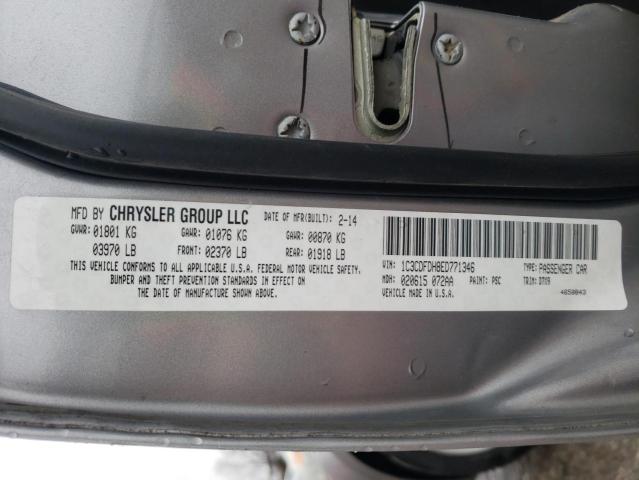 MFD BY CHRYSLER GROUP LLC DATE OF MFR(BUILT): 2-14
GVWR: 01801 KG GAWR: 01076 KG GAWR: 00870 KG
03970 LB FRONT: 02370 LB REAR: 01918 LB
THIS VEHICLE CONFORMS TO ALL APPLICABLE U.S.A. FEDERAL MOTOR VEHICLE SAFETY,
BUMPER AND THEFT PREVENTION STANDARDS IN EFFECT ON
THE DATE OF MANUFACTURE SHOWN ABOVE.
VIN: 1C3CDFDH8ED771346 TYPE: PASSENGER CAR
MDH: 020615 072AA PAINT: PSC TRIM: DTX9
VEHICLE MADE IN U.S.A. 4658043